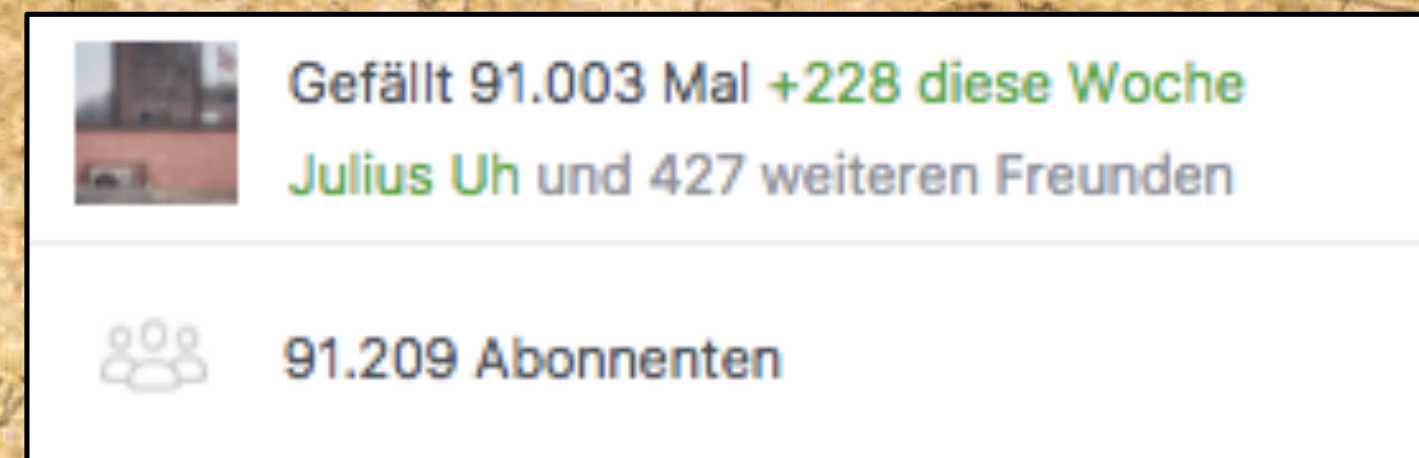 Gefällt 91.003 Mal +228 diese Woche
Julius Uh und 427 weiteren Freunden
91.209 Abonnenten